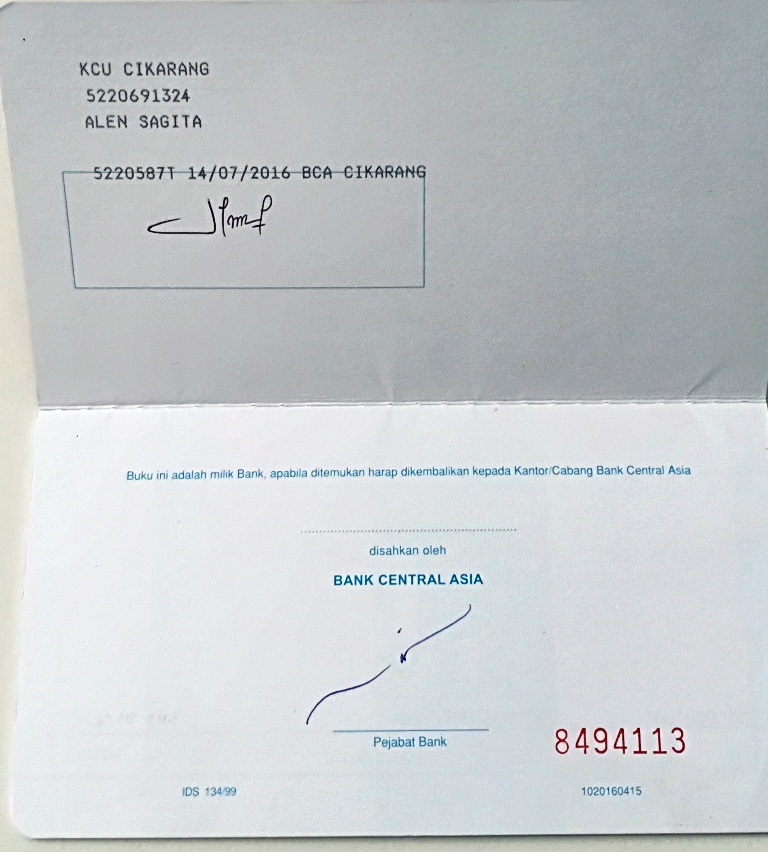 KCU CIKARANG
5220691324
ALEN SAGITA
5220587T 14/07/2016 BCA CIKARANG
Buku ini adalah milik Bank, apabila ditemukan harap dikembalikan kepada Kantor/Cabang Bank Central Asia
disahkan oleh
BANK CENTRAL ASIA
Pejabat Bank
8494113
IDS 134/99
1020160415